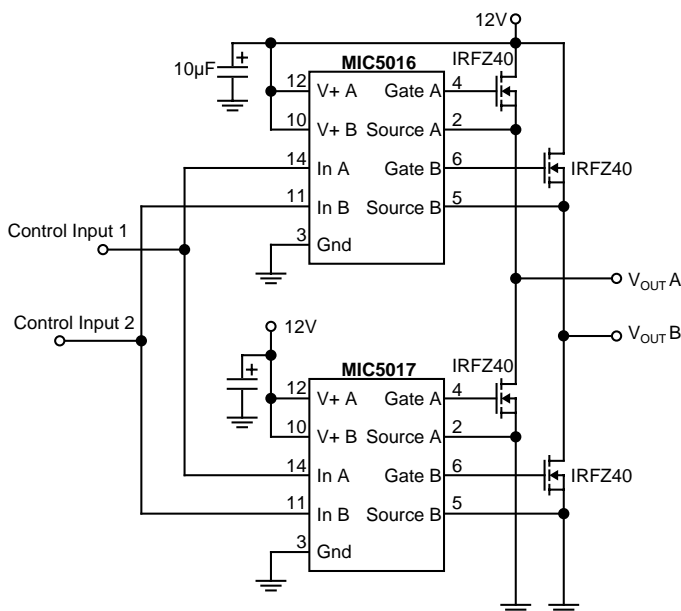 12V
MIC5016
IRFZ40
10µF
+
12 V+ A Gate A 4
10 V+ B Source A 2
14 In A Gate B 6
IRFZ40
11 In B Source B 5
3 Gnd
Control Input 1
VOUT A
Control Input 2
12V
VOUT B
MIC5017
IRFZ40
+
12 V+ A Gate A 4
10 V+ B Source A 2
14 In A Gate B 6
IRFZ40
11 In B Source B 5
3 Gnd